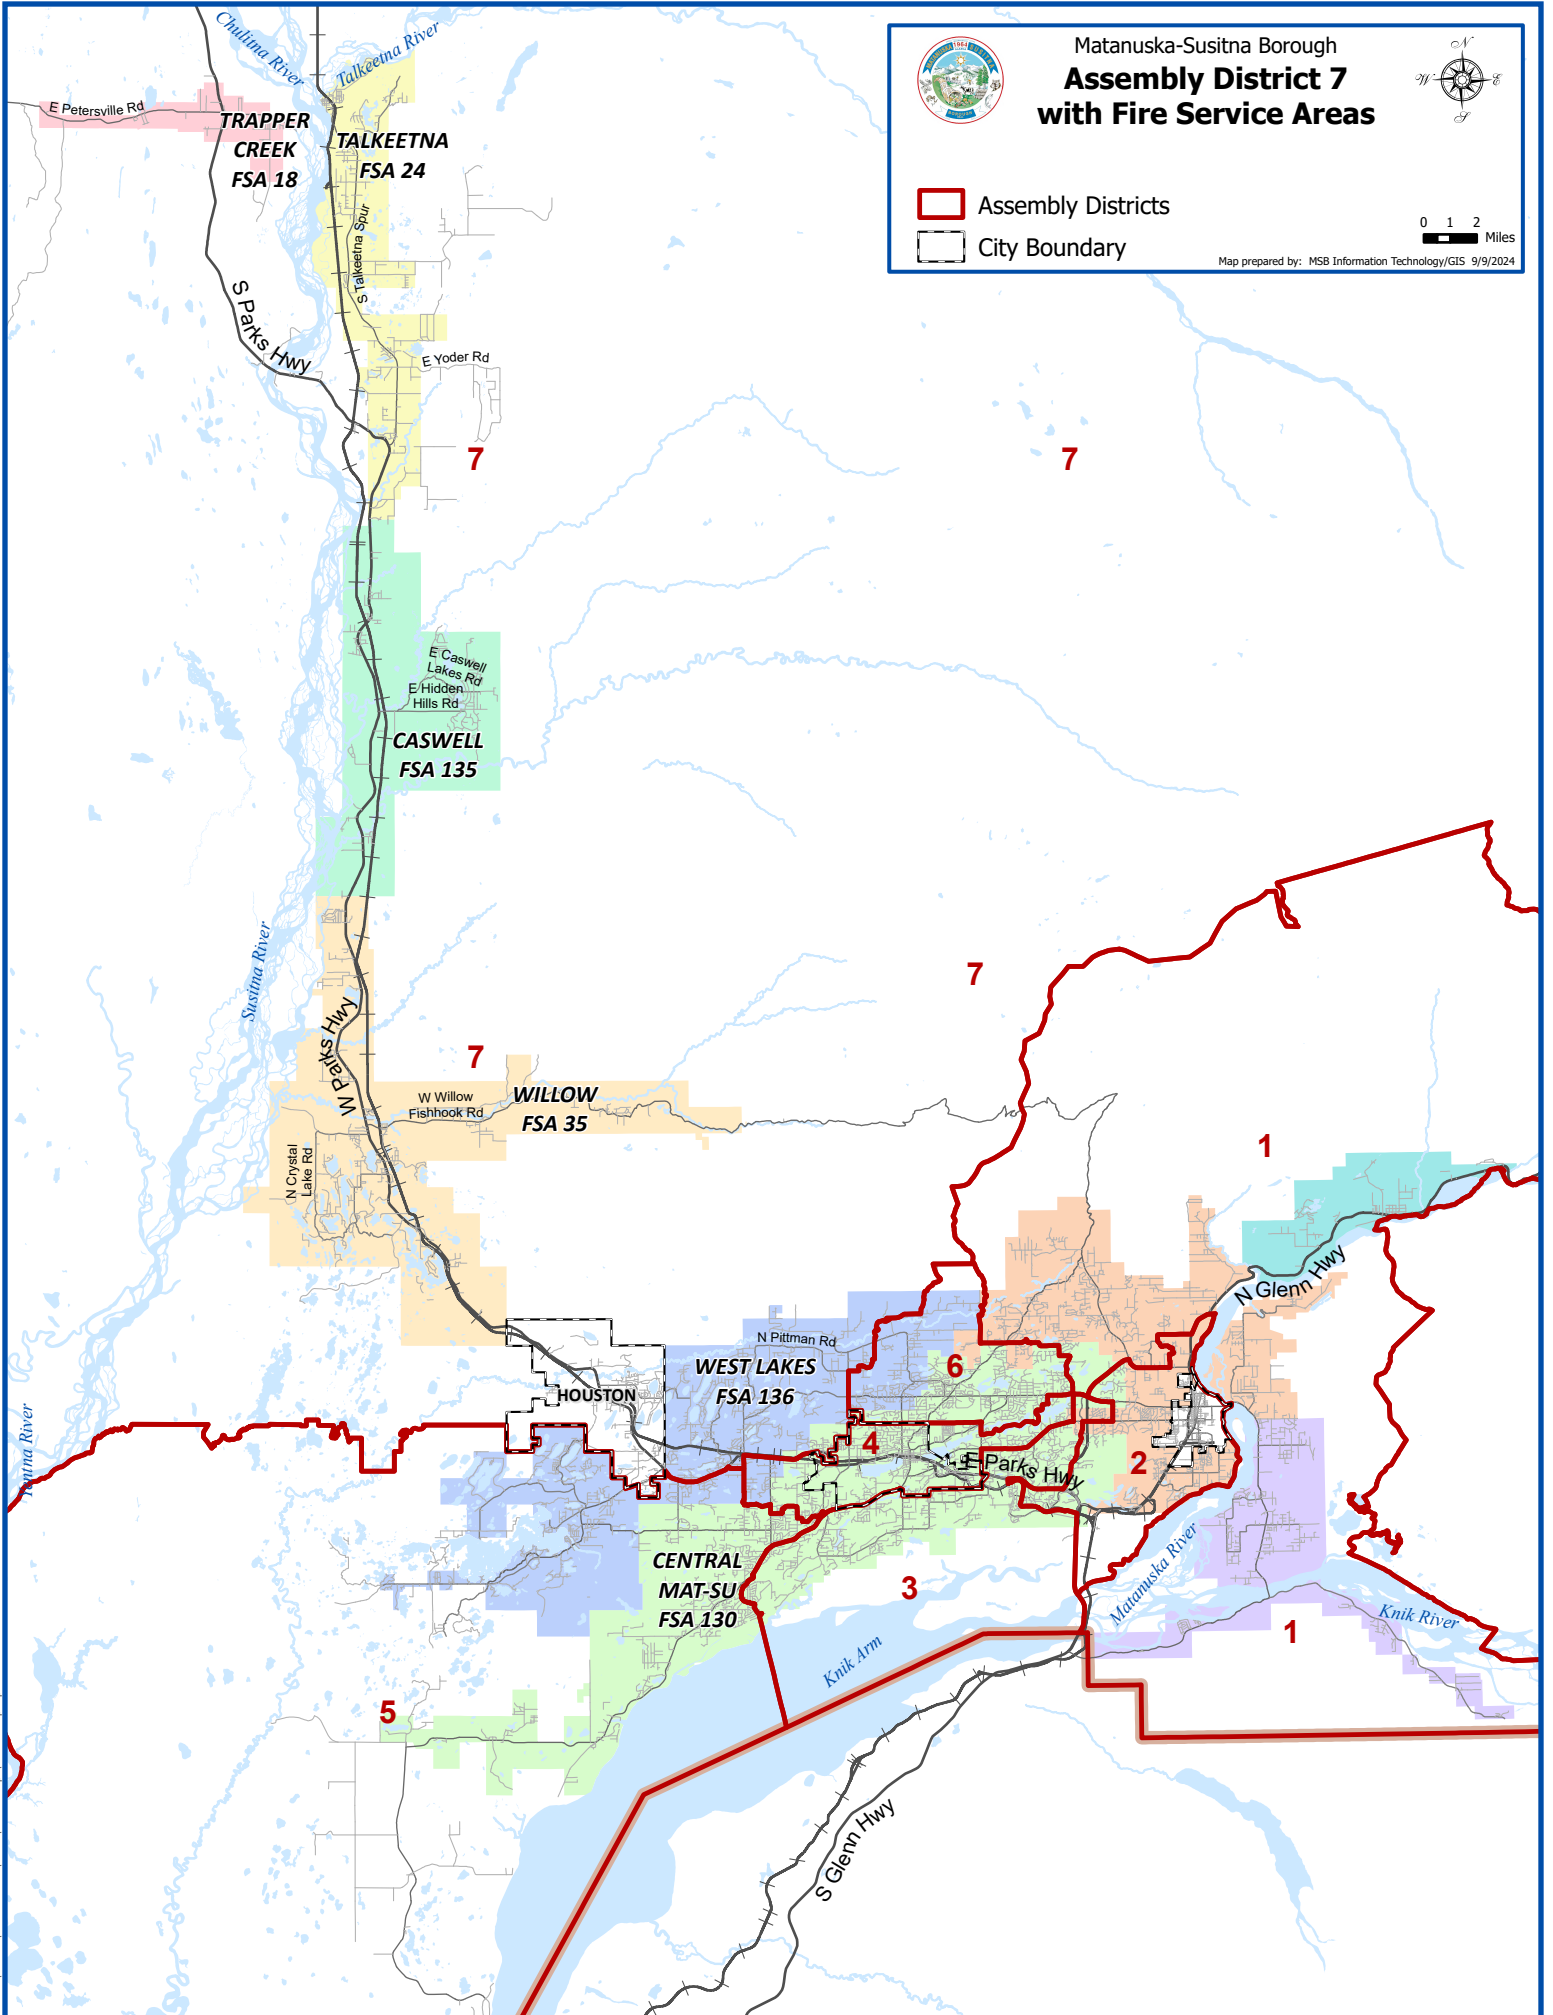 Matanuska-Susitna Borough
Assembly District 7
with Fire Service Areas
N
W
E
S
1964
Assembly Districts
City Boundary
0 1 2
Miles
Map prepared by: MSB Information Technology/GIS 9/9/2024
Chulitna River
Talkeetna River
E Petersville Rd
TRAPPER
CREEK
FSA 18
TALKEETNA
FSA 24
S Talkeetna Spur
S Parks Hwy
E Yoder Rd
7
7
E Caswell
Lakes Rd
E Hidden
Hills Rd
CASWELL
FSA 135
Susitna River
7
W Parks Hwy
7
W Willow
Fishhook Rd
WILLOW
FSA 35
N Crystal
Lake Rd
1
N Glenn Hwy
N Pittman Rd
WEST LAKES
FSA 136
6
HOUSTON
Yentna River
4
E Parks Hwy
2
CENTRAL
MAT-SU
FSA 130
3
Matanuska River
Knik River
1
Knik Arm
5
S Glenn Hwy